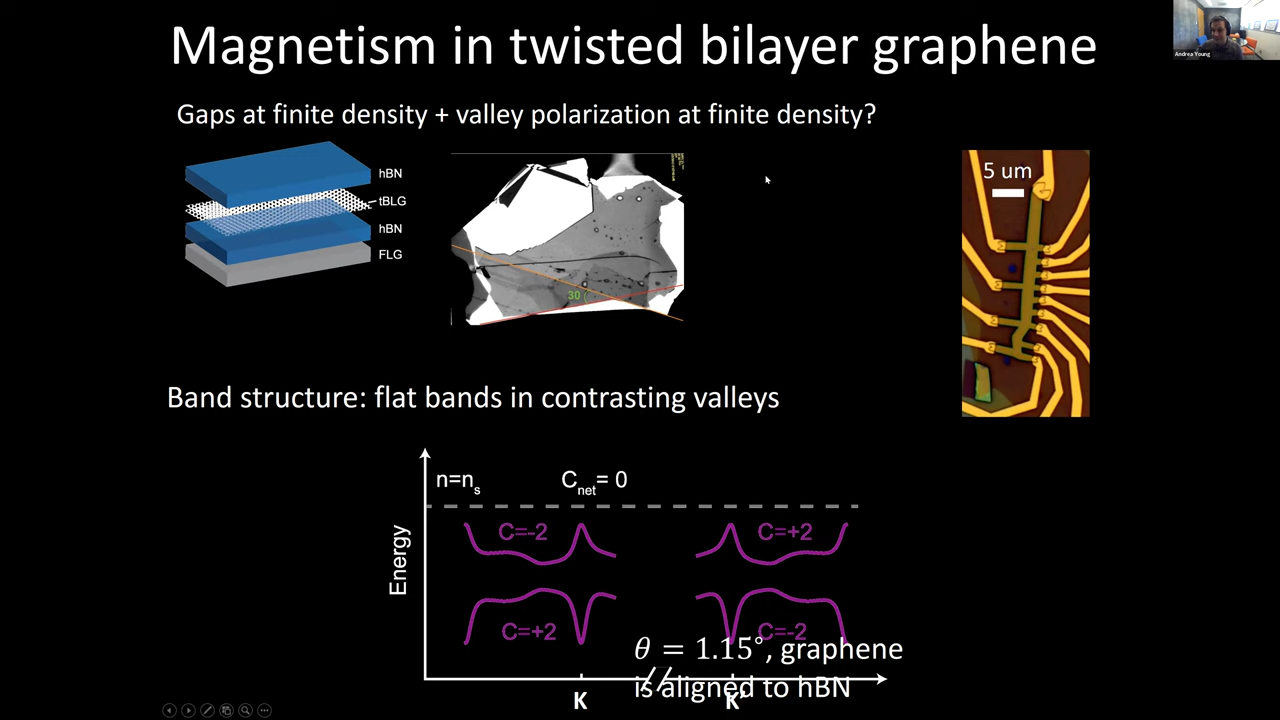 Magnetism in twisted bilayer graphene
Andrea Young
Gaps at finite density + valley polarization at finite density?
hBN
tBLG
hBN
FLG
30
5 um
Band structure: flat bands in contrasting valleys
n=nₛ
Cₙₑₜ= 0
Energy
C=-2
C=+2
C=+2
C=-2
θ = 1.15°, graphene
is aligned to hBN
K
K'